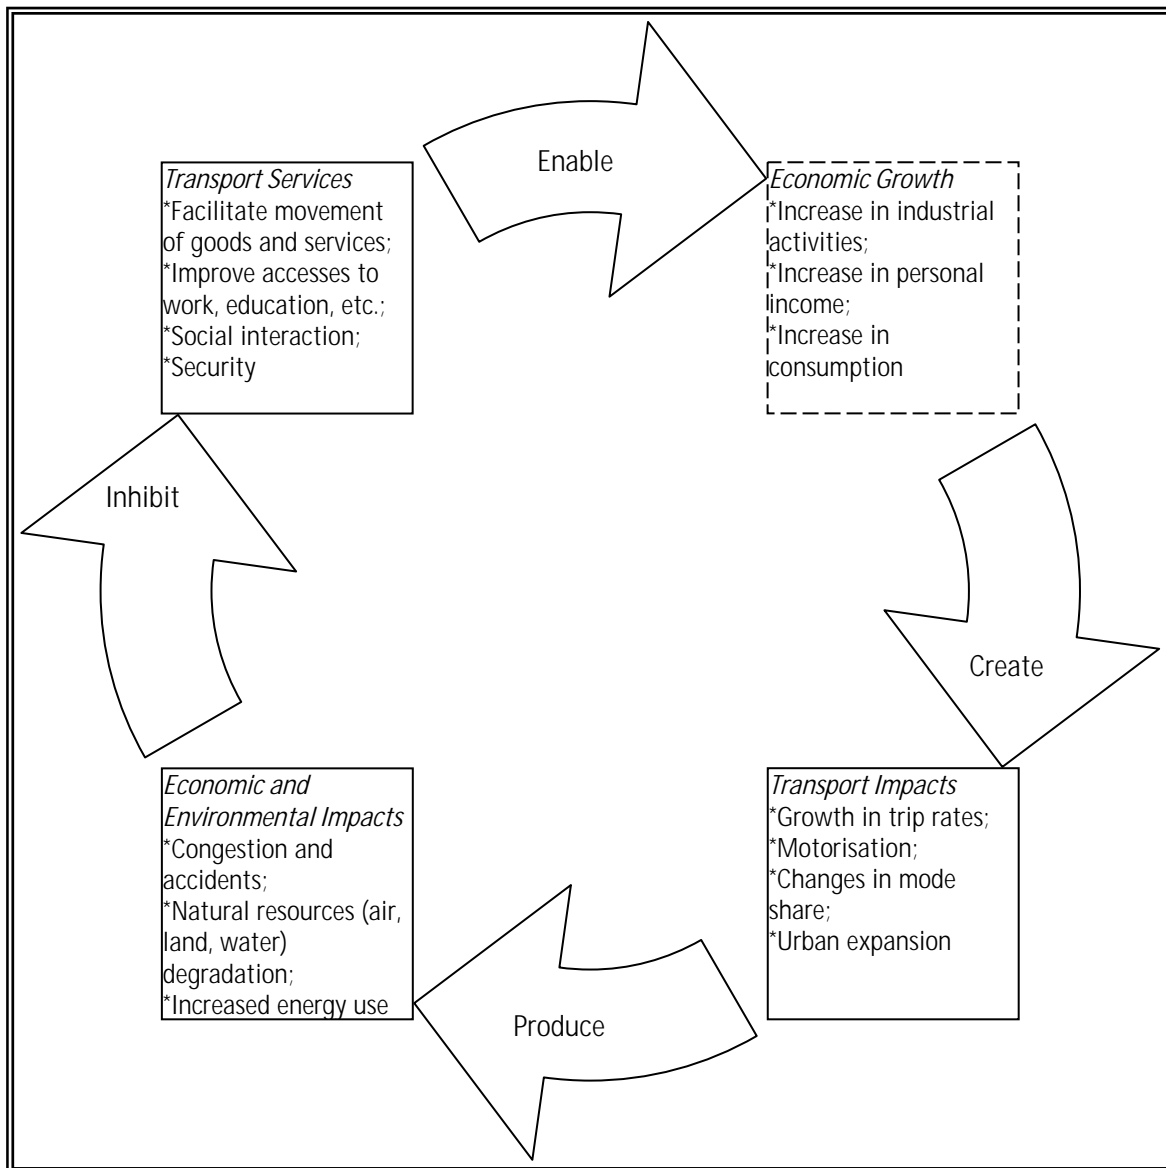 Enable
Transport Services
*Facilitate movement
of goods and services;
*Improve accesses to
work, education, etc.;
*Social interaction;
*Security
Economic Growth
*Increase in industrial
activities;
*Increase in personal
income;
*Increase in
consumption
Inhibit
Create
Economic and
Environmental Impacts
*Congestion and
accidents;
*Natural resources (air,
land, water)
degradation;
*Increased energy use
Transport Impacts
*Growth in trip rates;
*Motorisation;
*Changes in mode
share;
*Urban expansion
Produce